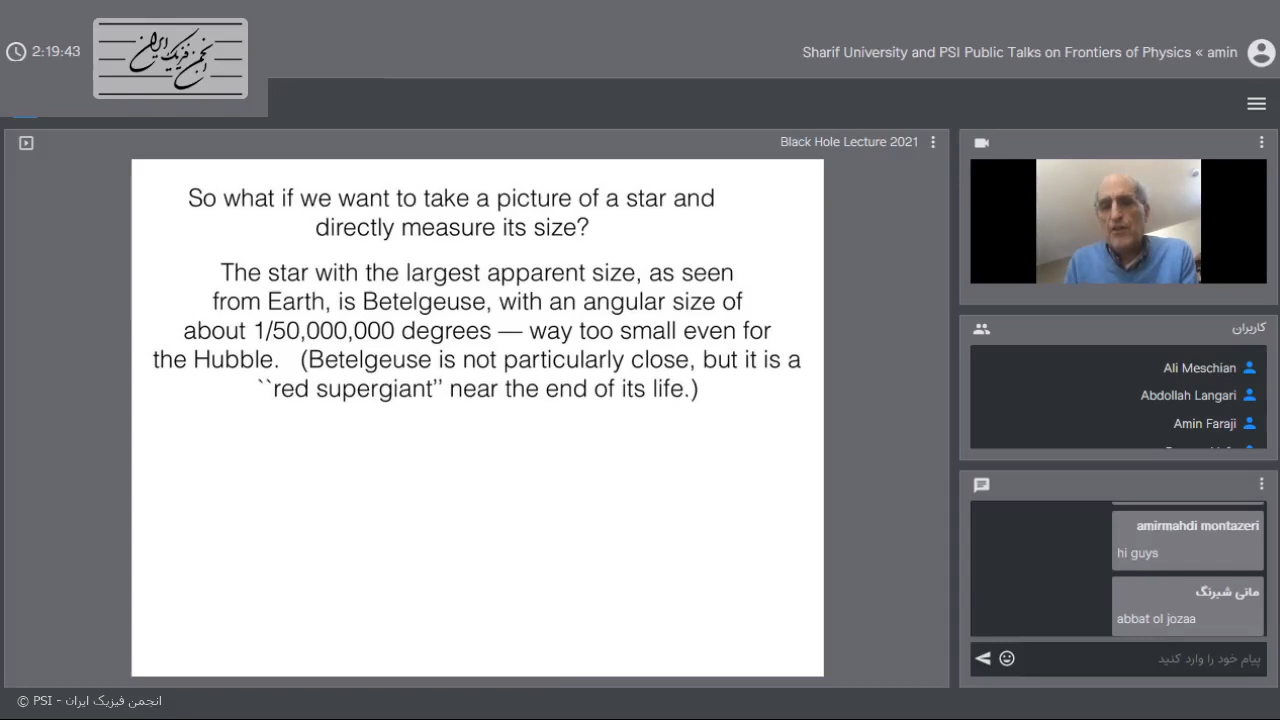 2:19:43
انجمن فیزیک ایران
Sharif University and PSI Public Talks on Frontiers of Physics « amin
Black Hole Lecture 2021
So what if we want to take a picture of a star and
directly measure its size?
The star with the largest apparent size, as seen
from Earth, is Betelgeuse, with an angular size of
about 1/50,000,000 degrees — way too small even for
the Hubble. (Betelgeuse is not particularly close, but it is a
``red supergiant’’ near the end of its life.)
کاربران
Ali Meschian
Abdollah Langari
Amin Faraji
amirmahdi montazeri
hi guys
مانی شبرنگ
abbat ol jozaa
پیام خود را وارد کنید
© PSI - انجمن فیزیک ایران